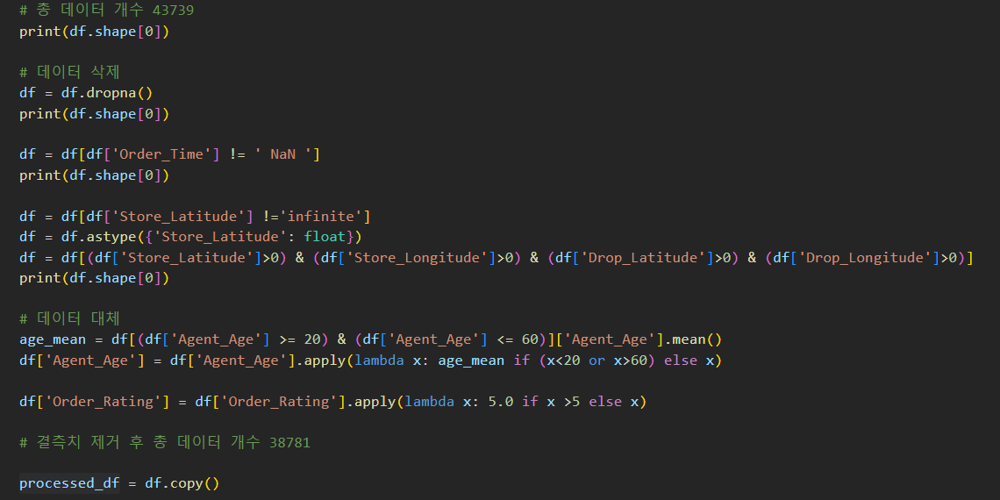 # 총 데이터 개수 43739
print(df.shape[0])
# 데이터 삭제
df = df.dropna()
print(df.shape[0])
df = df[df['Order_Time'] != ' NaN ']
print(df.shape[0])
df = df[df['Store_Latitude'] !='infinite']
df = df.astype({'Store_Latitude': float})
df = df[(df['Store_Latitude']>0) & (df['Store_Longitude']>0) & (df['Drop_Latitude']>0) & (df['Drop_Longitude']>0)]
print(df.shape[0])
# 데이터 대체
age_mean = df[(df['Agent_Age'] >= 20) & (df['Agent_Age'] <= 60)]['Agent_Age'].mean()
df['Agent_Age'] = df['Agent_Age'].apply(lambda x: age_mean if (x<20 or x>60) else x)
df['Order_Rating'] = df['Order_Rating'].apply(lambda x: 5.0 if x >5 else x)
# 결측치 제거 후 총 데이터 개수 38781
processed_df = df.copy()